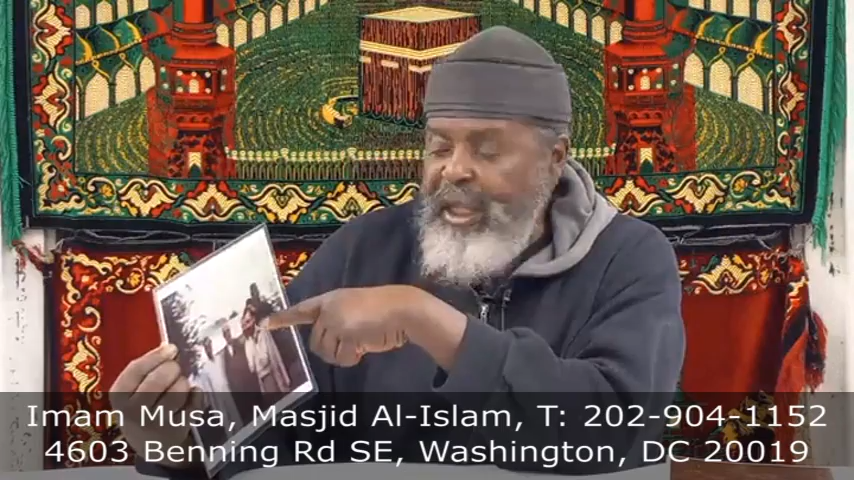 Imam Musa, Masjid Al-Islam, T: 202-904-1152
4603 Benning Rd SE, Washington, DC 20019